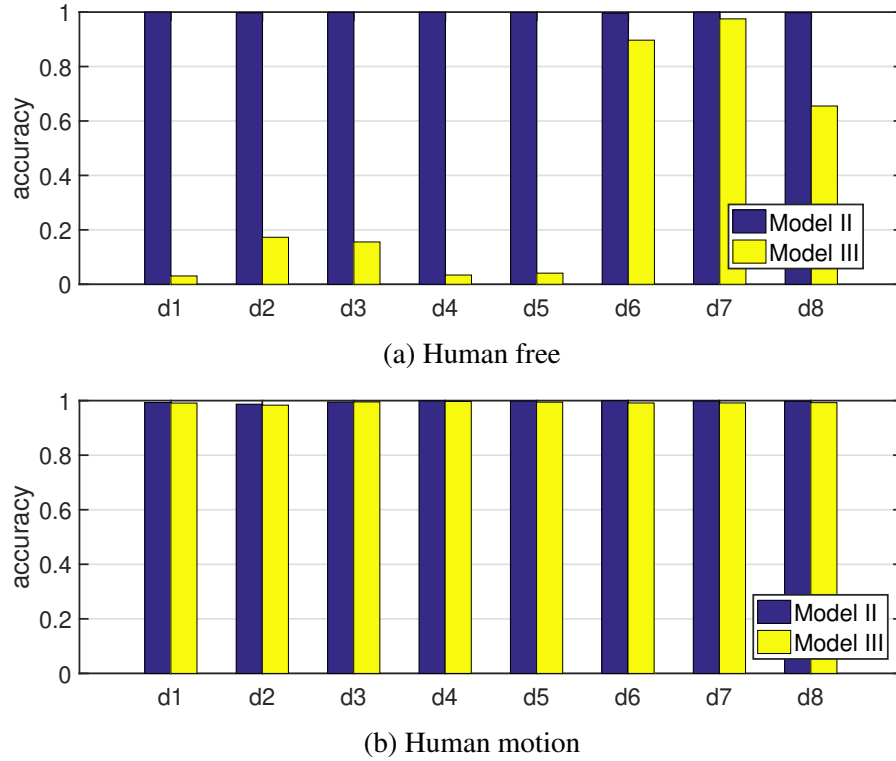 1
0.8
0.6
0.4
0.2
0
accuracy
Model II
Model III
d1 d2 d3 d4 d5 d6 d7 d8
(a) Human free
1
0.8
0.6
0.4
0.2
0
accuracy
Model II
Model III
d1 d2 d3 d4 d5 d6 d7 d8
(b) Human motion